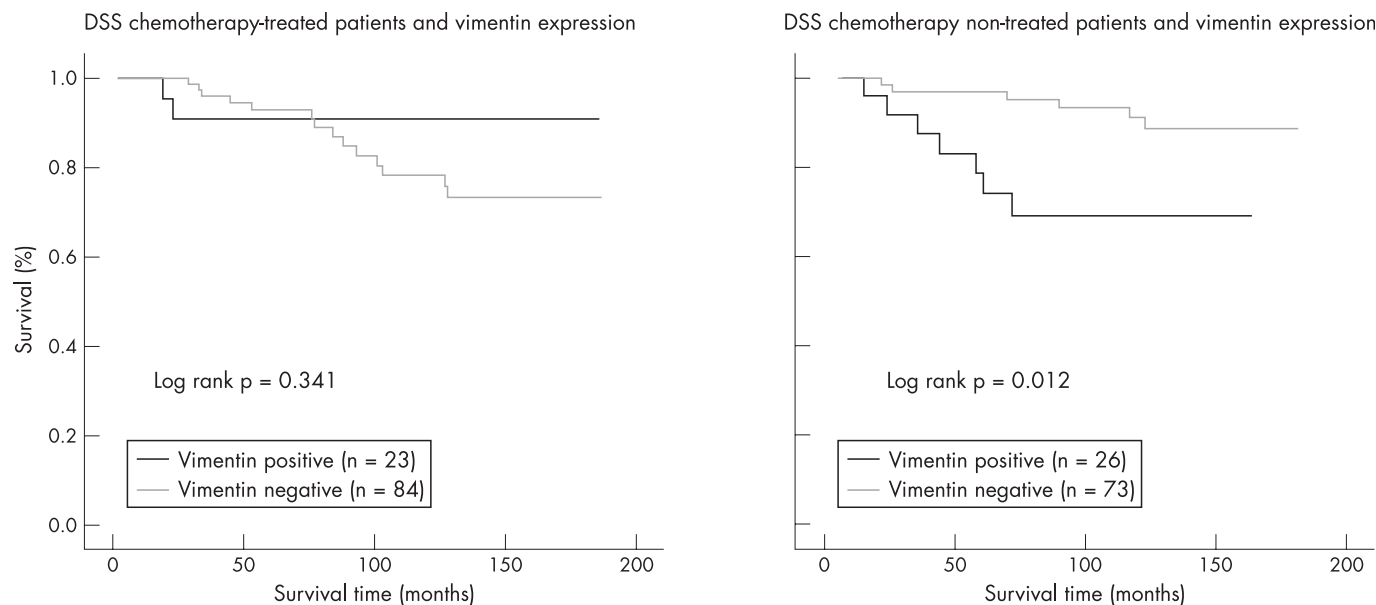 DSS chemotherapy-treated patients and vimentin expression
1.0
0.8
0.6
0.4
0.2
0.0
Survival (%)
Log rank p = 0.341
Vimentin positive (n = 23)
Vimentin negative (n = 84)
0 50 100 150 200
Survival time (months)
DSS chemotherapy non-treated patients and vimentin expression
Log rank p = 0.012
Vimentin positive (n = 26)
Vimentin negative (n = 73)
0 50 100 150 200
Survival time (months)